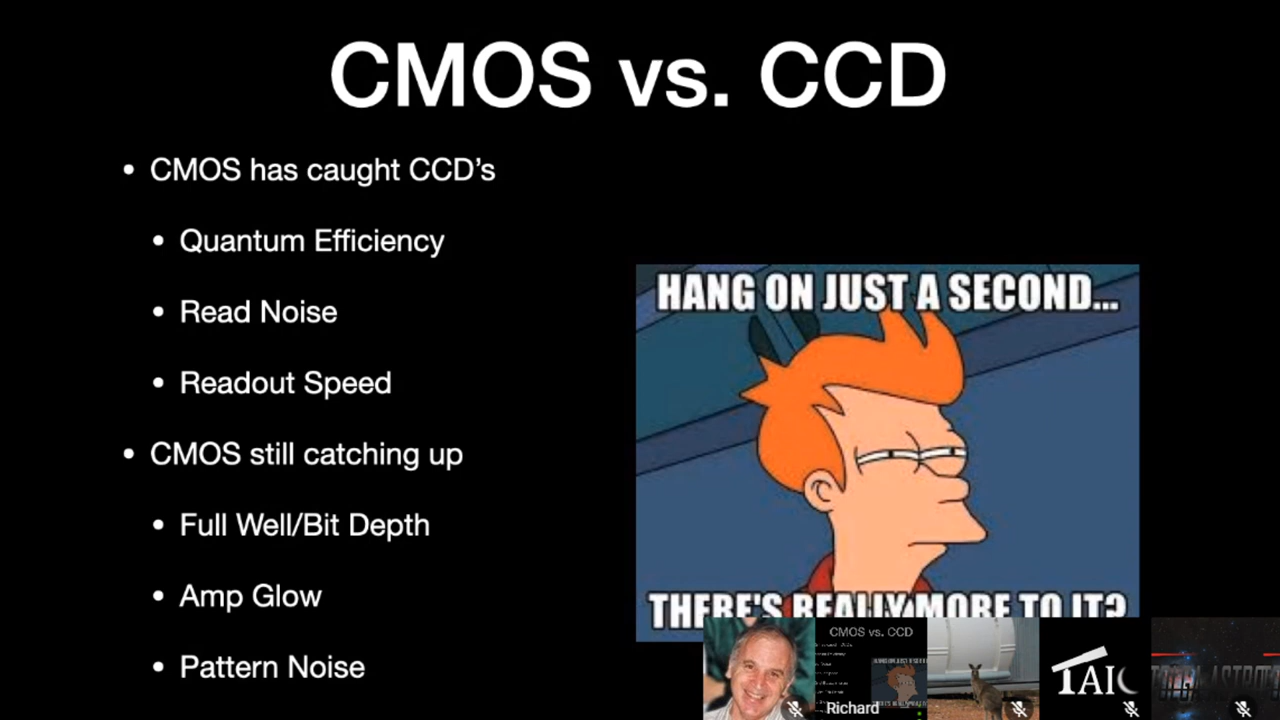 CMOS vs. CCD
• CMOS has caught CCD’s
• Quantum Efficiency
• Read Noise
• Readout Speed
• CMOS still catching up
• Full Well/Bit Depth
• Amp Glow
• Pattern Noise
HANG ON JUST A SECOND...
THERE'S REALLY MORE TO IT?
CMOS vs. CCD
Richard
TAIC